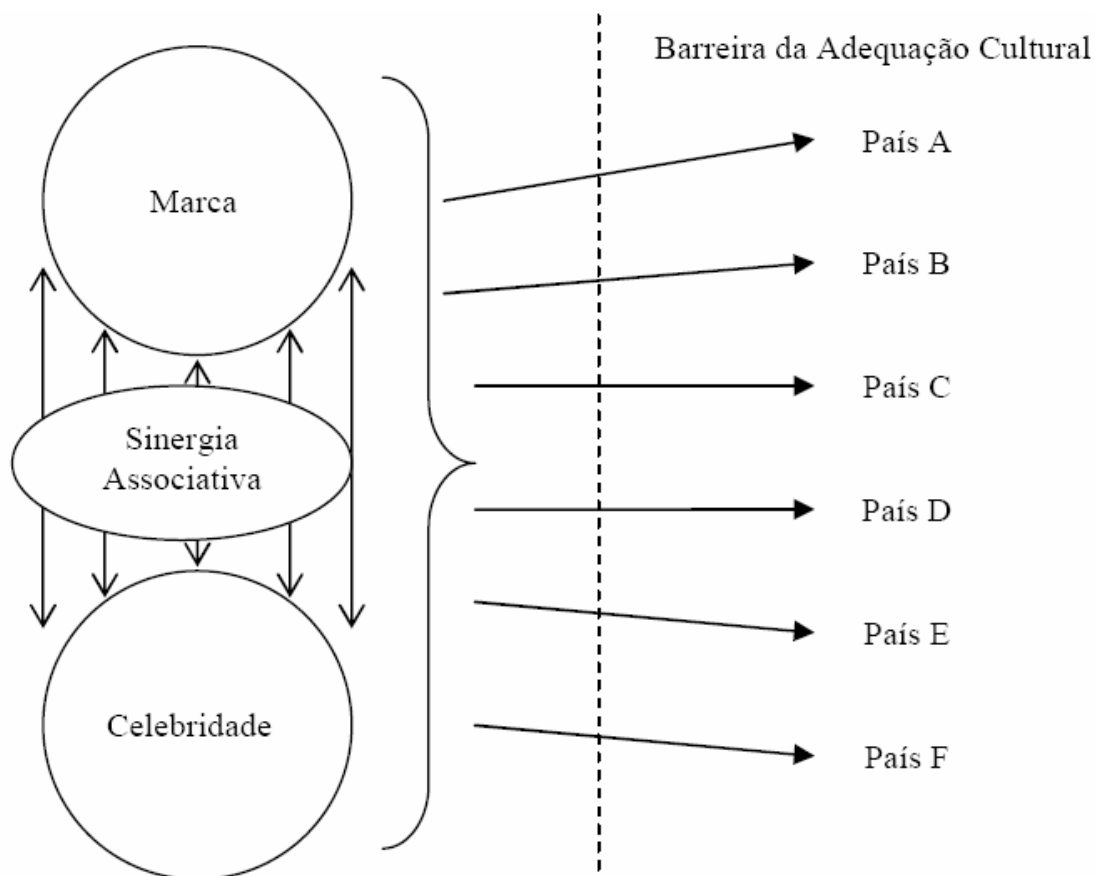 Barreira da Adequação Cultural
Marca
Sinergia
Associativa
Celebridade
País A
País B
País C
País D
País E
País F